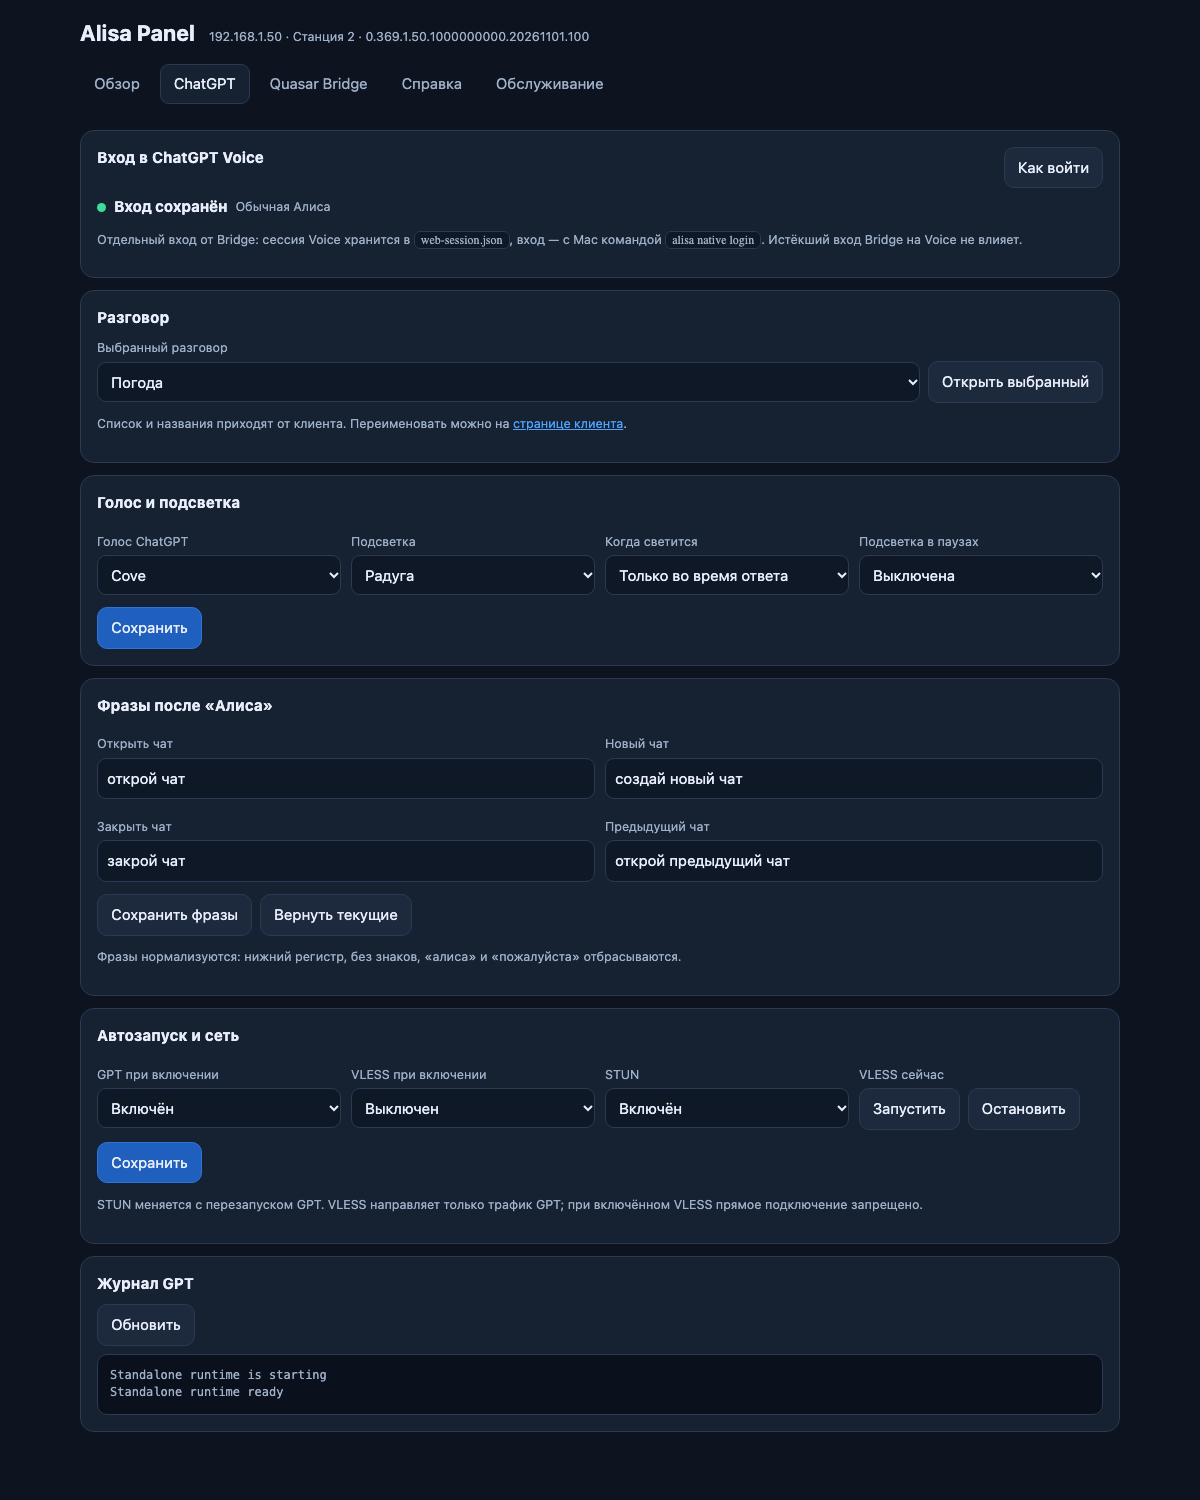 Alisa Panel 192.168.1.50 · Станция 2 · 0.369.1.50.1000000000.20261101.100
Обзор ChatGPT Quasar Bridge Справка Обслуживание
Вход в ChatGPT Voice
Как войти
Вход сохранён Обычная Алиса
Отдельный вход от Bridge: сессия Voice хранится в web-session.json, вход — с Mac командой alisa native login. Истёкший вход Bridge на Voice не влияет.
Разговор
Выбранный разговор
Погода Открыть выбранный
Список и названия приходят от клиента. Переименовать можно на странице клиента.
Голос и подсветка
Голос ChatGPT Подсветка Когда светится Подсветка в паузах
Cove Радуга Только во время ответа Выключена
Сохранить
Фразы после «Алиса»
Открыть чат Новый чат
открой чат создай новый чат
Закрыть чат Предыдущий чат
закрой чат открой предыдущий чат
Сохранить фразы Вернуть текущие
Фразы нормализуются: нижний регистр, без знаков, «алиса» и «пожалуйста» отбрасываются.
Автозапуск и сеть
GPT при включении VLESS при включении STUN VLESS сейчас
Включён Выключен Включён Запустить Остановить
Сохранить
STUN меняется с перезапуском GPT. VLESS направляет только трафик GPT; при включённом VLESS прямое подключение запрещено.
Журнал GPT
Обновить
Standalone runtime is starting
Standalone runtime ready